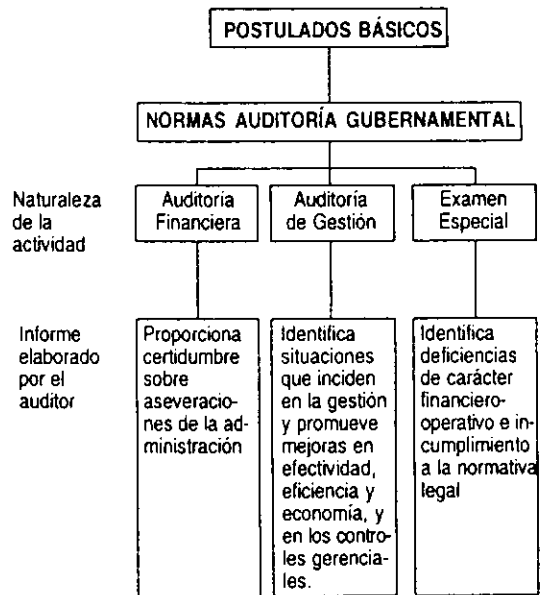 POSTULADOS BÁSICOS
NORMAS AUDITORÍA GUBERNAMENTAL
Naturaleza
de la
actividad
Auditoría
Financiera
Auditoría
de Gestión
Examen
Especial
Informe
elaborado
por el
auditor
Proporciona
certidumbre
sobre
aseveracio-
nes de la ad-
ministración
Identifica
situaciones
que inciden
en la gestión
y promueve
mejoras en
efectividad,
eficiencia y
economía, y
en los contro-
les gerencia-
les.
Identifica
deficiencias
de carácter
financiero-
operativo e in-
cumplimiento
a la normativa
legal